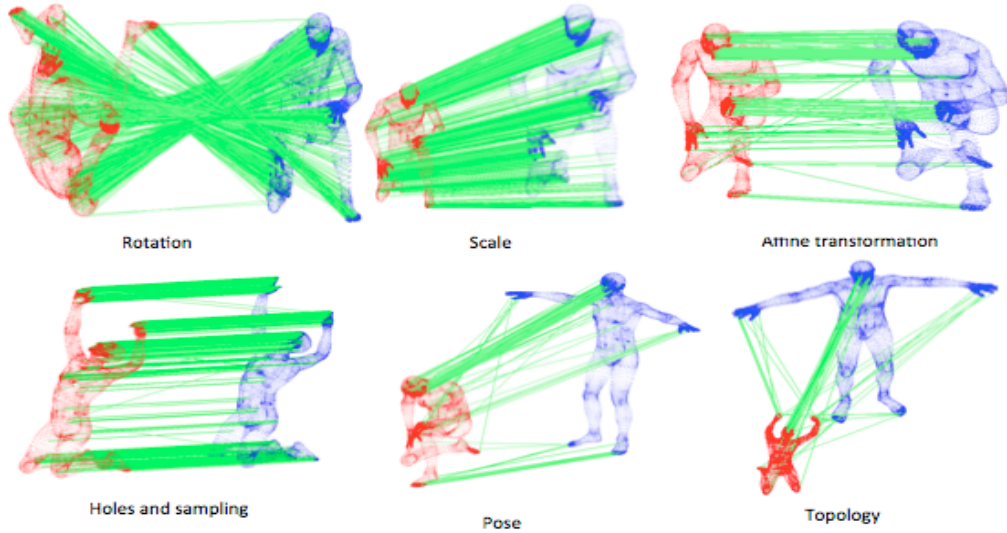 Rotation
Scale
Affine transformation
Holes and sampling
Pose
Topology